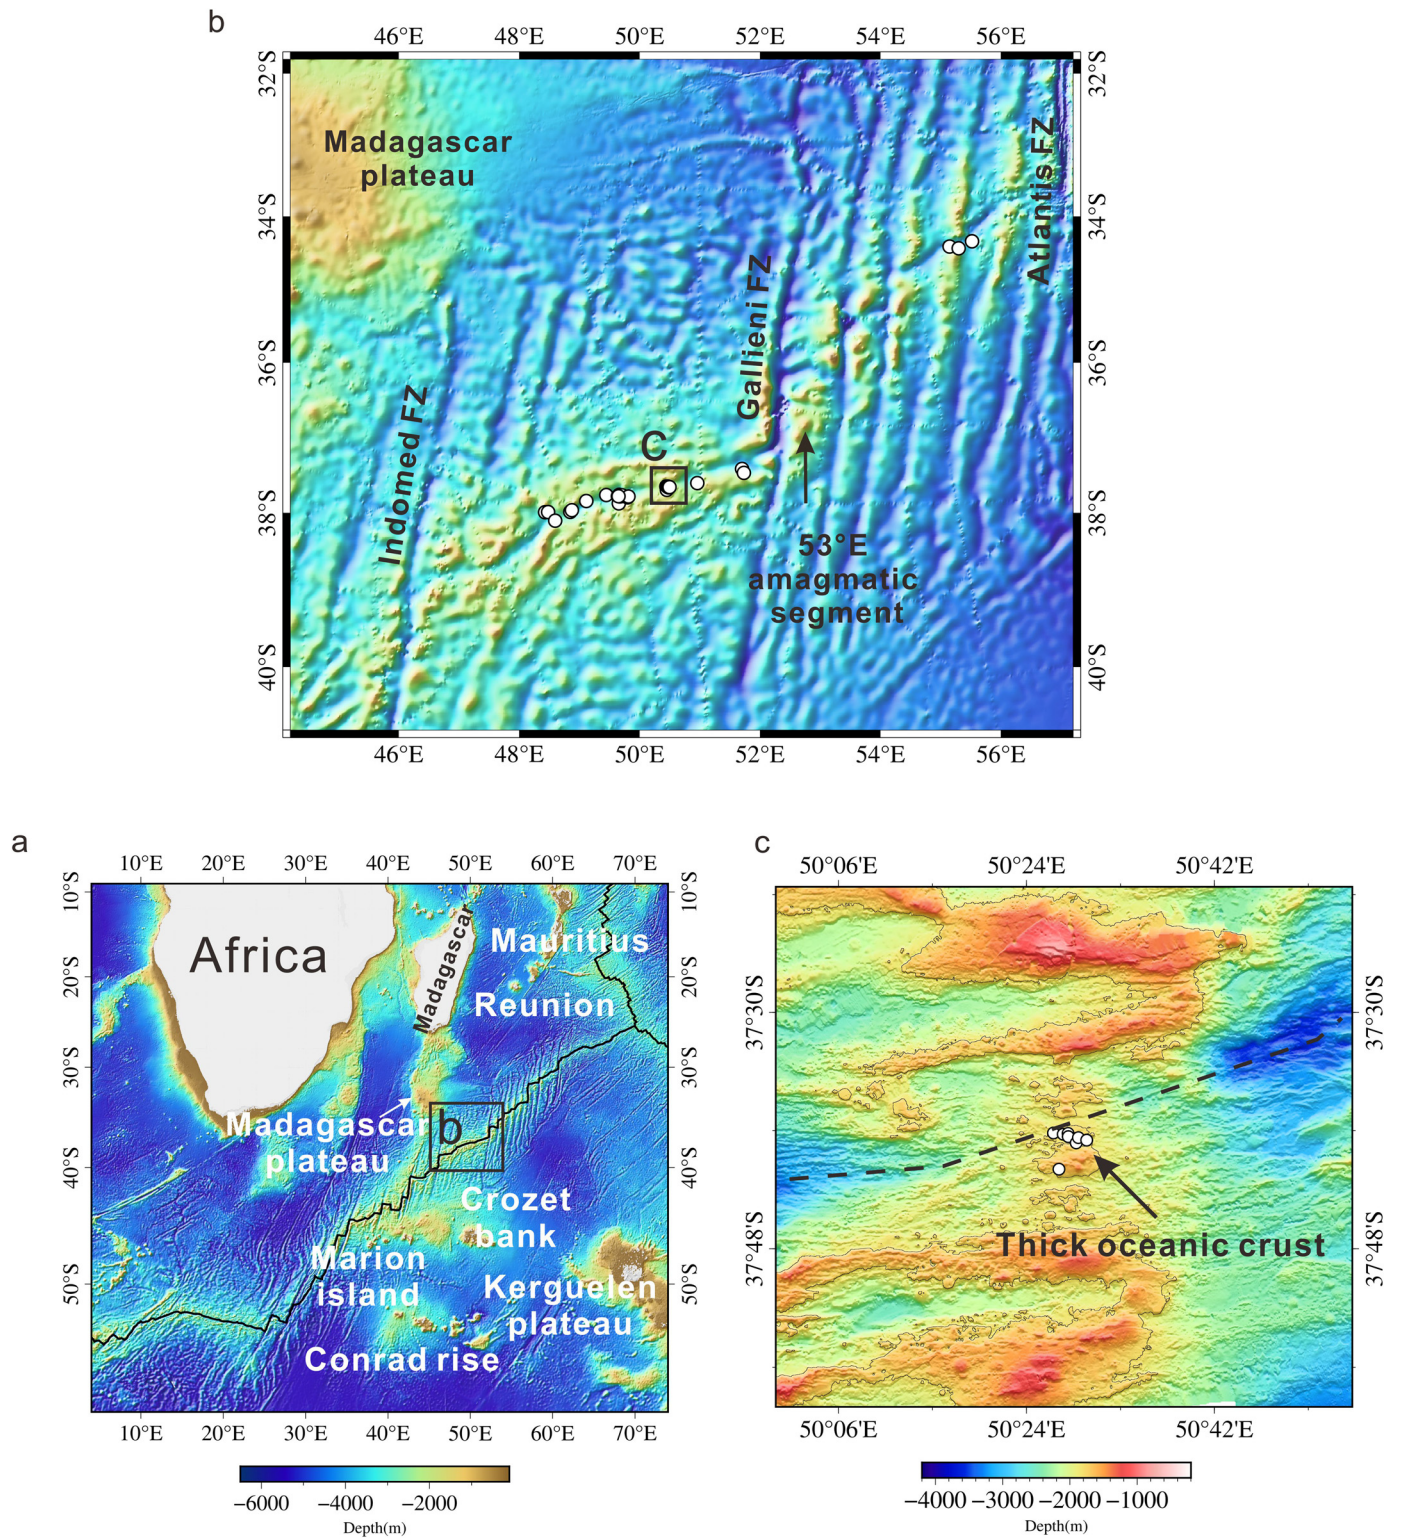 b
46°E 48°E 50°E 52°E 54°E 56°E
32°S
34°S
36°S
38°S
40°S
32°S
34°S
36°S
38°S
40°S
Madagascar
plateau
Atlantis FZ
Gallieni FZ
Indomed FZ
C
53°E
amagmatic
segment
46°E 48°E 50°E 52°E 54°E 56°E
a
10°E 20°E 30°E 40°E 50°E 60°E 70°E
10°S
20°S
30°S
40°S
50°S
10°S
20°S
30°S
40°S
50°S
Africa
Madagascar
Mauritius
Reunion
Madagascar
plateau
b
Crozet
bank
Marion
island
Kerguelen
plateau
Conrad rise
10°E 20°E 30°E 40°E 50°E 60°E 70°E
−6000 −4000 −2000
Depth(m)
c
50°06'E 50°24'E 50°42'E
37°30'S
37°48'S
37°30'S
37°48'S
Thick oceanic crust
50°06'E 50°24'E 50°42'E
−4000 −3000 −2000 −1000
Depth(m)